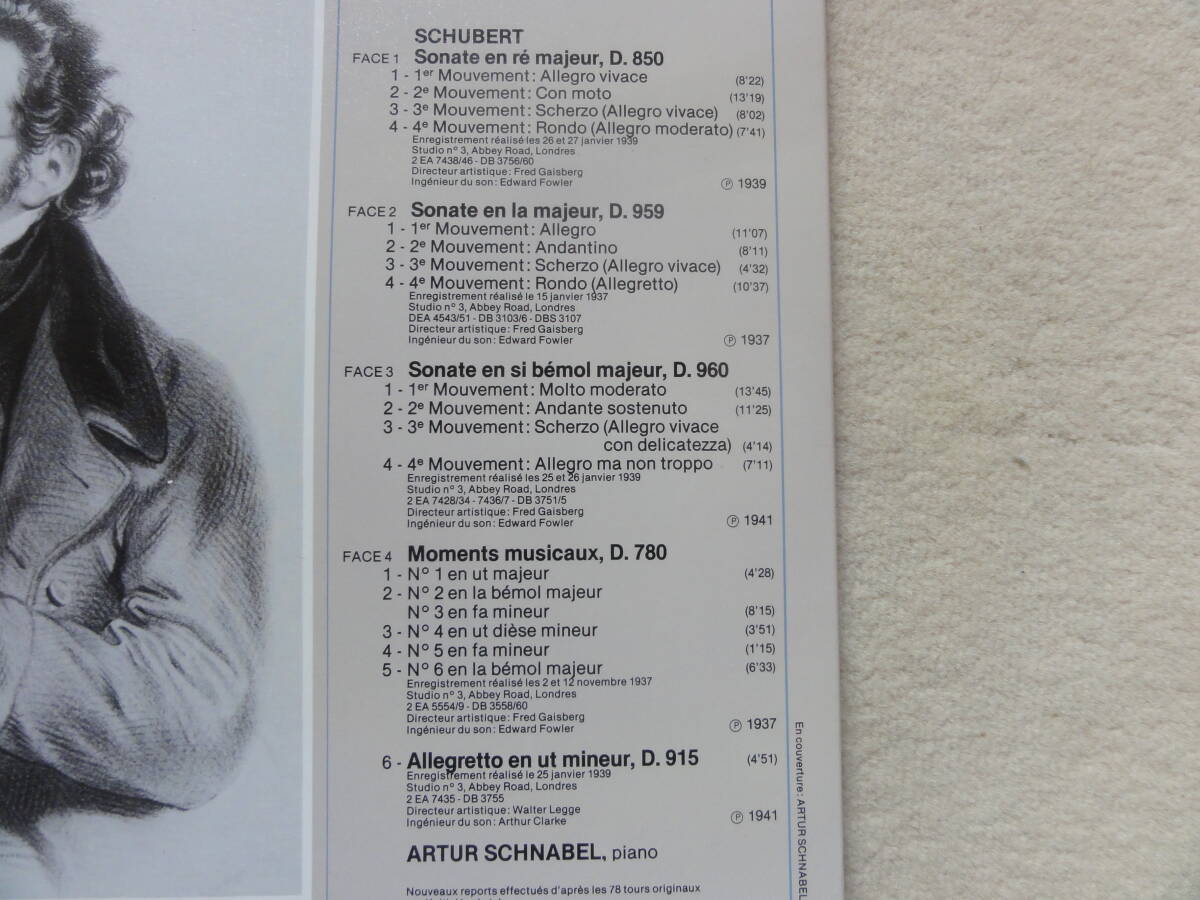 SCHUBERT
FACE 1 Sonate en ré majeur, D. 850
1 - 1er Mouvement: Allegro vivace (8'22)
2 - 2e Mouvement: Con moto (13'19)
3 - 3e Mouvement: Scherzo (Allegro vivace) (8'02)
4 - 4e Mouvement: Rondo (Allegro moderato) (7'41)
Enregistrement réalisé les 26 et 27 janvier 1939
Studio n° 3, Abbey Road, Londres
2 EA 7438/46 - DB 3756/60
Directeur artistique: Fred Gaisberg
Ingénieur du son: Edward Fowler ℗ 1939
FACE 2 Sonate en la majeur, D. 959
1 - 1er Mouvement: Allegro (11'07)
2 - 2e Mouvement: Andantino (8'11)
3 - 3e Mouvement: Scherzo (Allegro vivace) (4'32)
4 - 4e Mouvement: Rondo (Allegretto) (10'37)
Enregistrement réalisé le 15 janvier 1937
Studio n° 3, Abbey Road, Londres
DEA 4543/51 - DB 3103/6 - DBS 3107
Directeur artistique: Fred Gaisberg
Ingénieur du son: Edward Fowler ℗ 1937
FACE 3 Sonate en si bémol majeur, D. 960
1 - 1er Mouvement: Molto moderato (13'45)
2 - 2e Mouvement: Andante sostenuto (11'25)
3 - 3e Mouvement: Scherzo (Allegro vivace
con delicatezza) (4'14)
4 - 4e Mouvement: Allegro ma non troppo (7'11)
Enregistrement réalisé les 25 et 26 janvier 1939
Studio n° 3, Abbey Road, Londres
2 EA 7428/34 - 7436/7 - DB 3751/5
Directeur artistique: Fred Gaisberg
Ingénieur du son: Edward Fowler ℗ 1941
FACE 4 Moments musicaux, D. 780
1 - N° 1 en ut majeur (4'28)
2 - N° 2 en la bémol majeur
N° 3 en fa mineur (8'15)
3 - N° 4 en ut dièse mineur (3'51)
4 - N° 5 en fa mineur (1'15)
5 - N° 6 en la bémol majeur (6'33)
Enregistrement réalisé les 2 et 12 novembre 1937
Studio n° 3, Abbey Road, Londres
2 EA 5554/9 - DB 3558/60
Directeur artistique: Fred Gaisberg
Ingénieur du son: Edward Fowler ℗ 1937
6 - Allegretto en ut mineur, D. 915 (4'51)
Enregistrement réalisé le 25 janvier 1939
Studio n° 3, Abbey Road, Londres
2 EA 7435 - DB 3755
Directeur artistique: Walter Legge
Ingénieur du son: Arthur Clarke ℗ 1941
ARTUR SCHNABEL, piano
Nouveaux reports effectués d'après les 78 tours originaux
En couverture: ARTUR SCHNABEL